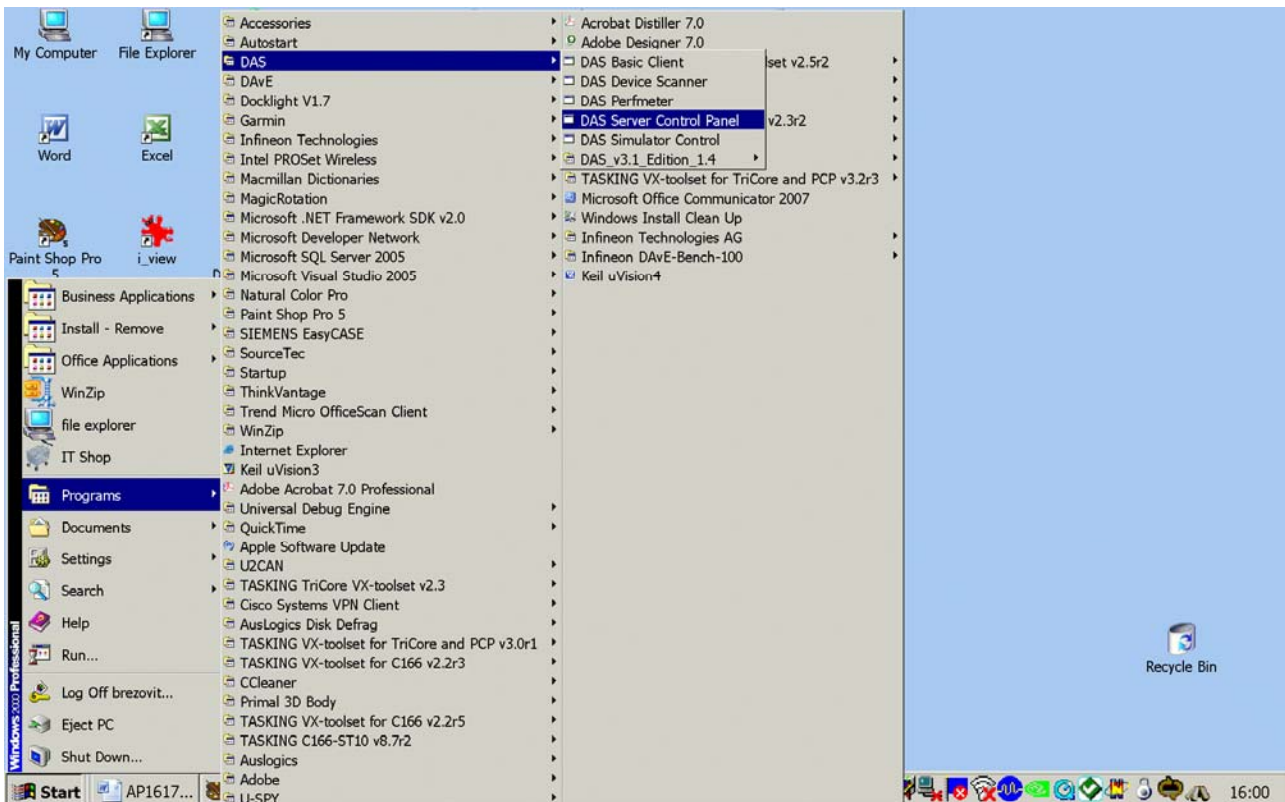 My Computer
File Explorer
Word
Excel
Paint Shop Pro
5
i_view
Business Applications
Install - Remove
Office Applications
WinZip
file explorer
IT Shop
Programs
Documents
Settings
Search
Help
Run...
Log Off brezovit...
Eject PC
Shut Down...
Windows 2000 Professional
Accessories
Autostart
DAS
DAvE
Docklight V1.7
Garmin
Infineon Technologies
Intel PROSet Wireless
Macmillan Dictionaries
MagicRotation
Microsoft .NET Framework SDK v2.0
Microsoft Developer Network
Microsoft SQL Server 2005
Microsoft Visual Studio 2005
Natural Color Pro
Paint Shop Pro 5
SIEMENS EasyCASE
SourceTec
Startup
ThinkVantage
Trend Micro OfficeScan Client
WinZip
Internet Explorer
Keil uVision3
Adobe Acrobat 7.0 Professional
Universal Debug Engine
QuickTime
Apple Software Update
U2CAN
TASKING TriCore VX-toolset v2.3
Cisco Systems VPN Client
AusLogics Disk Defrag
TASKING VX-toolset for TriCore and PCP v3.0r1
TASKING VX-toolset for C166 v2.2r3
CCleaner
Primal 3D Body
TASKING VX-toolset for C166 v2.2r5
TASKING C166-ST10 v8.7r2
Auslogics
Adobe
U-SPY
Acrobat Distiller 7.0
Adobe Designer 7.0
lset v2.5r2
v2.3r2
TASKING VX-toolset for TriCore and PCP v3.2r3
Microsoft Office Communicator 2007
Windows Install Clean Up
Infineon Technologies AG
Infineon DAvE-Bench-100
Keil uVision4
DAS Basic Client
DAS Device Scanner
DAS Perfmeter
DAS Server Control Panel
DAS Simulator Control
DAS_v3.1_Edition_1.4
Recycle Bin
Start
AP1617...
16:00